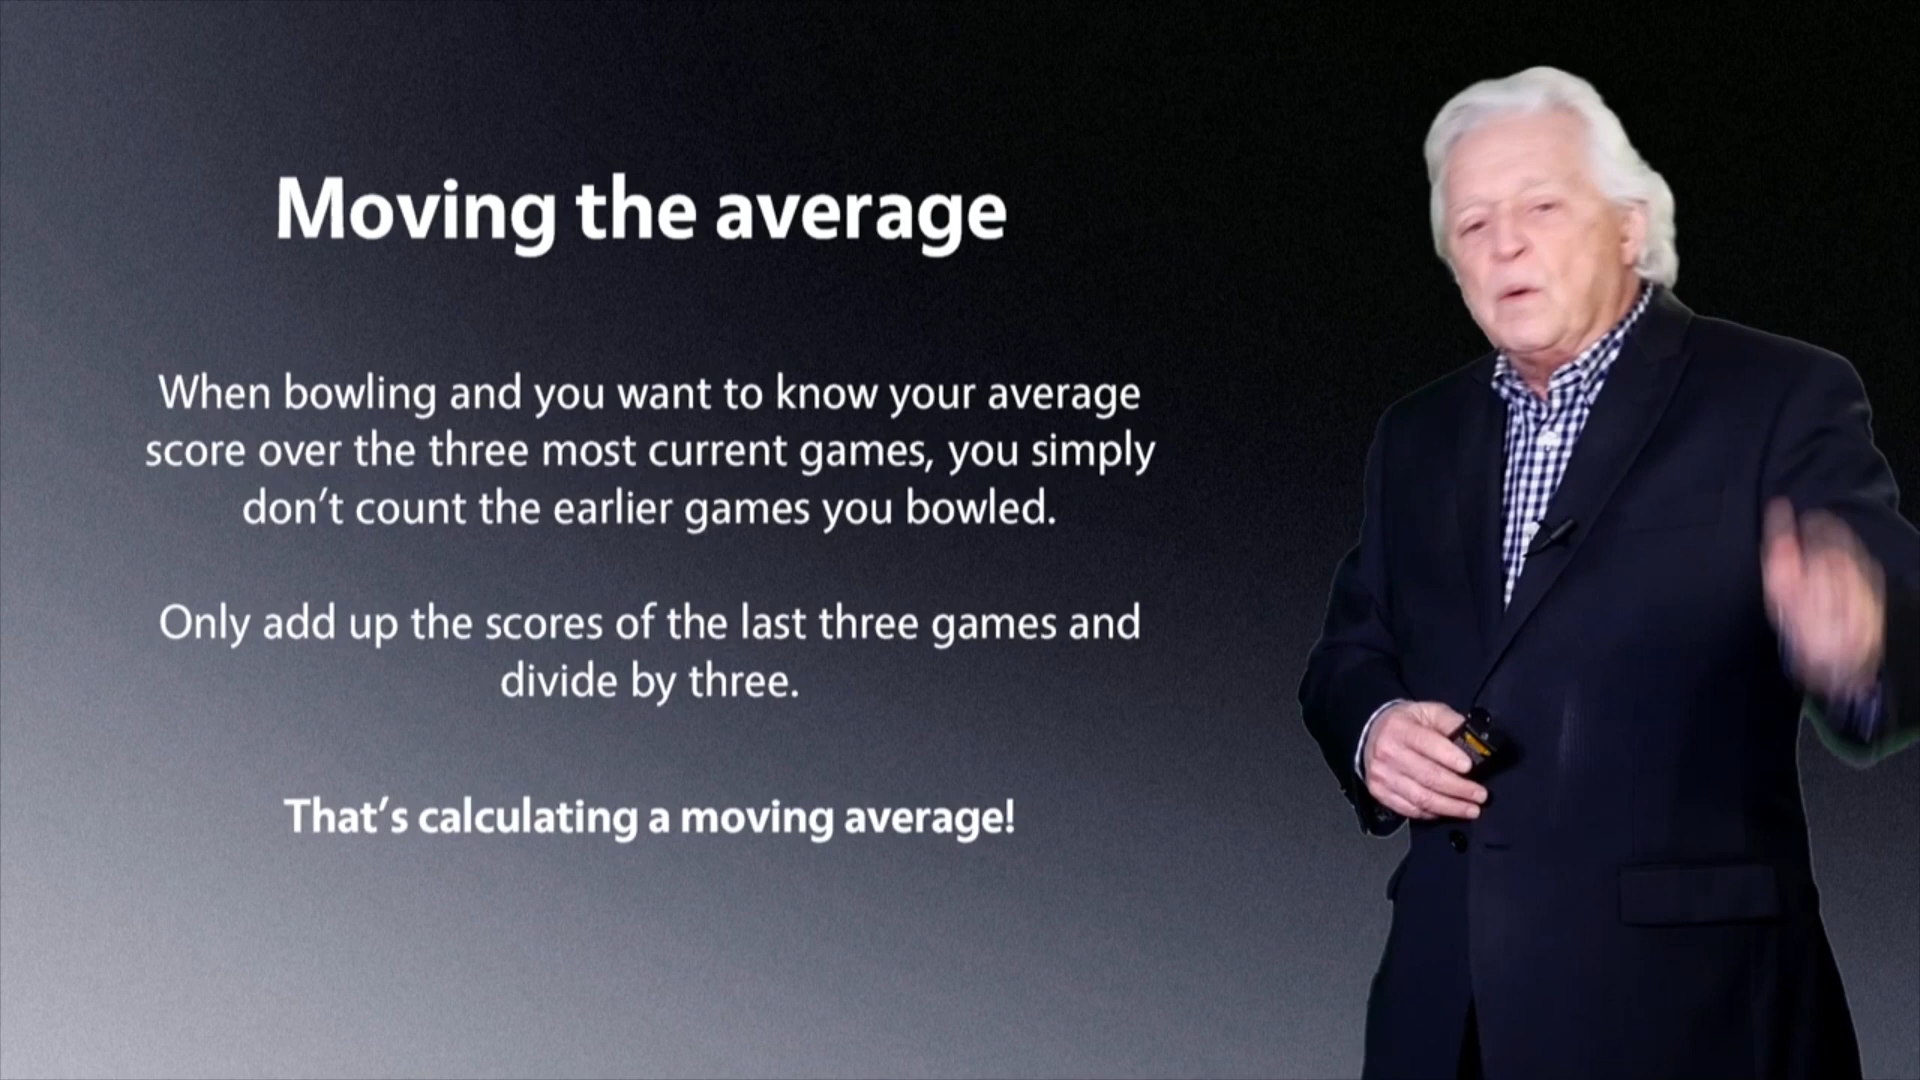 Moving the average
When bowling and you want to know your average
score over the three most current games, you simply
don’t count the earlier games you bowled.
Only add up the scores of the last three games and
divide by three.
That’s calculating a moving average!